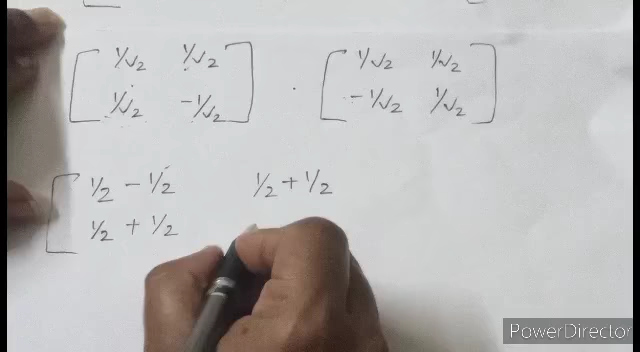 [ 1/√2 1/√2 ] . [ 1/√2 1/√2 ]
[ 1/√2 -1/√2 ] [ -1/√2 1/√2 ]
[ 1/2 - 1/2 1/2 + 1/2
1/2 + 1/2
PowerDirector